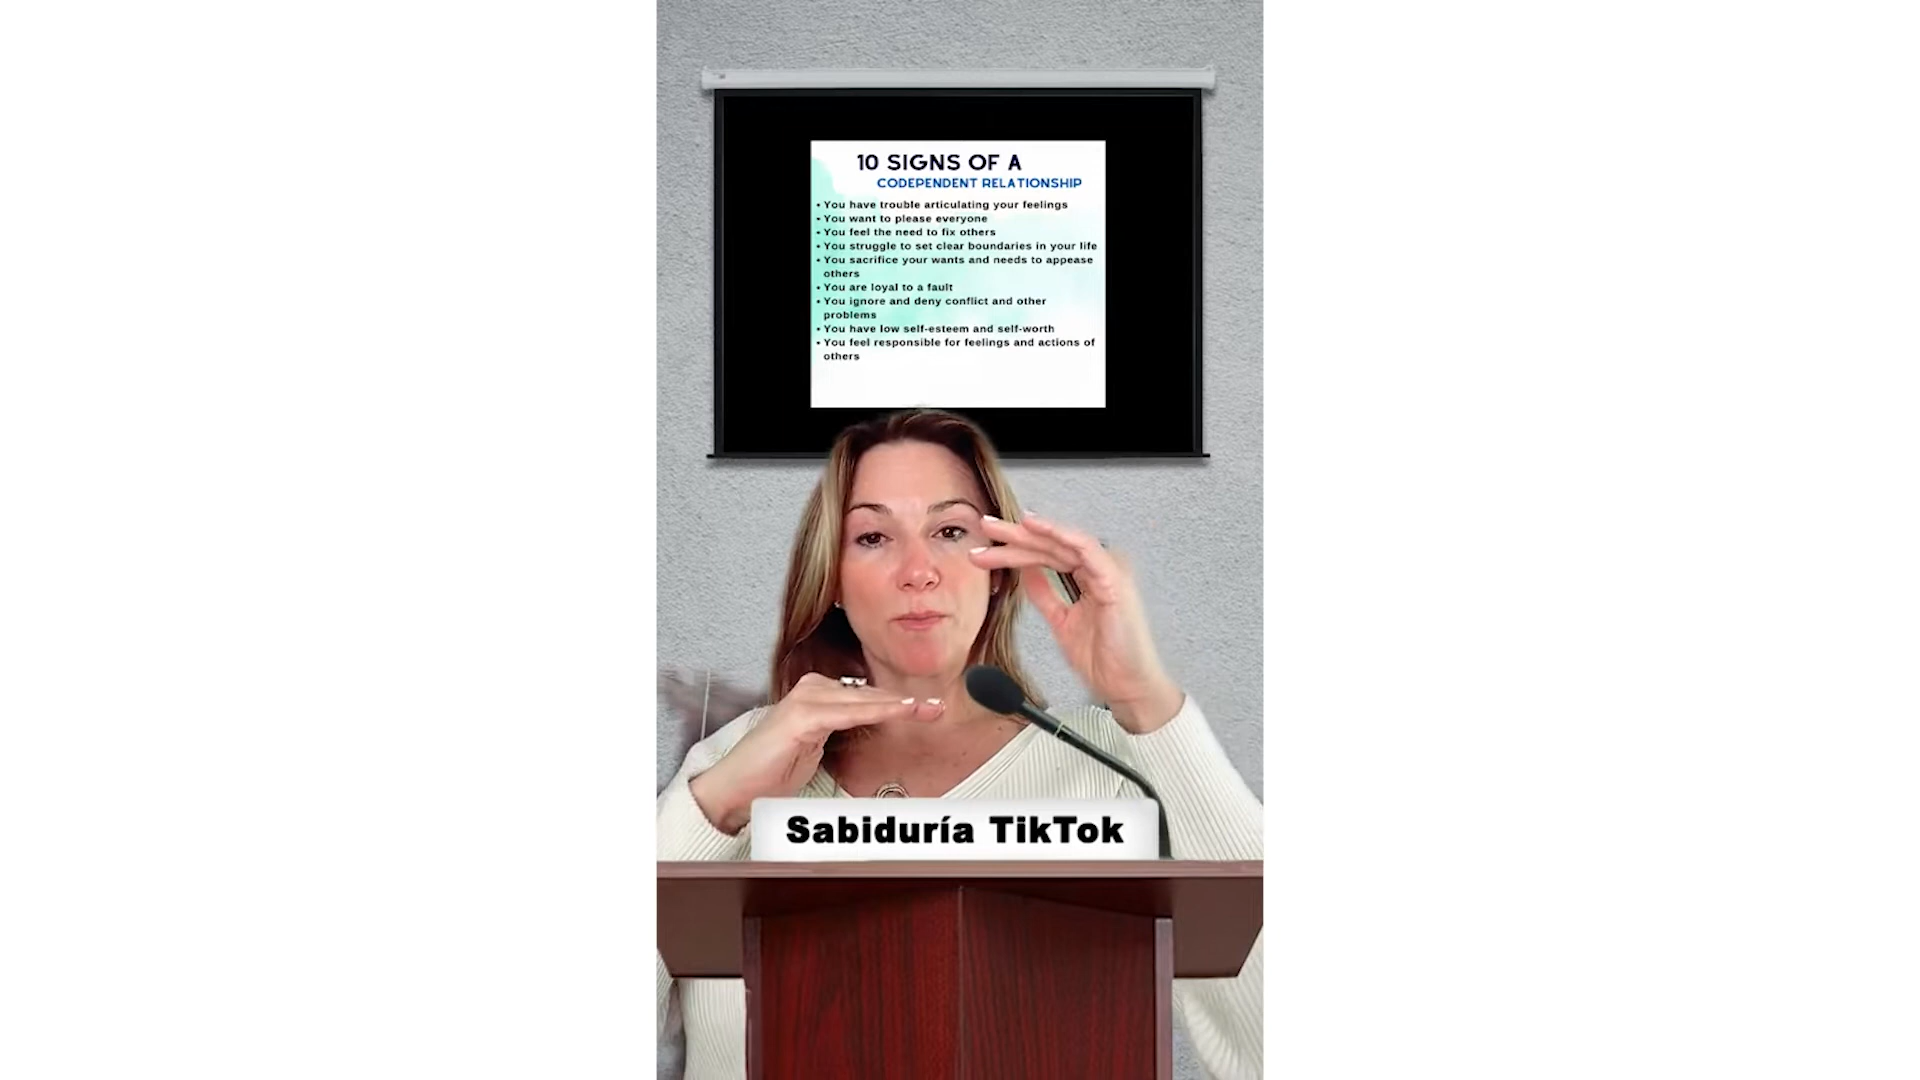 10 SIGNS OF A
CODEPENDENT RELATIONSHIP
• You have trouble articulating your feelings
• You want to please everyone
• You feel the need to fix others
• You struggle to set clear boundaries in your life
• You sacrifice your wants and needs to appease
others
• You are loyal to a fault
• You ignore and deny conflict and other
problems
• You have low self-esteem and self-worth
• You feel responsible for feelings and actions of
others
Sabiduría TikTok